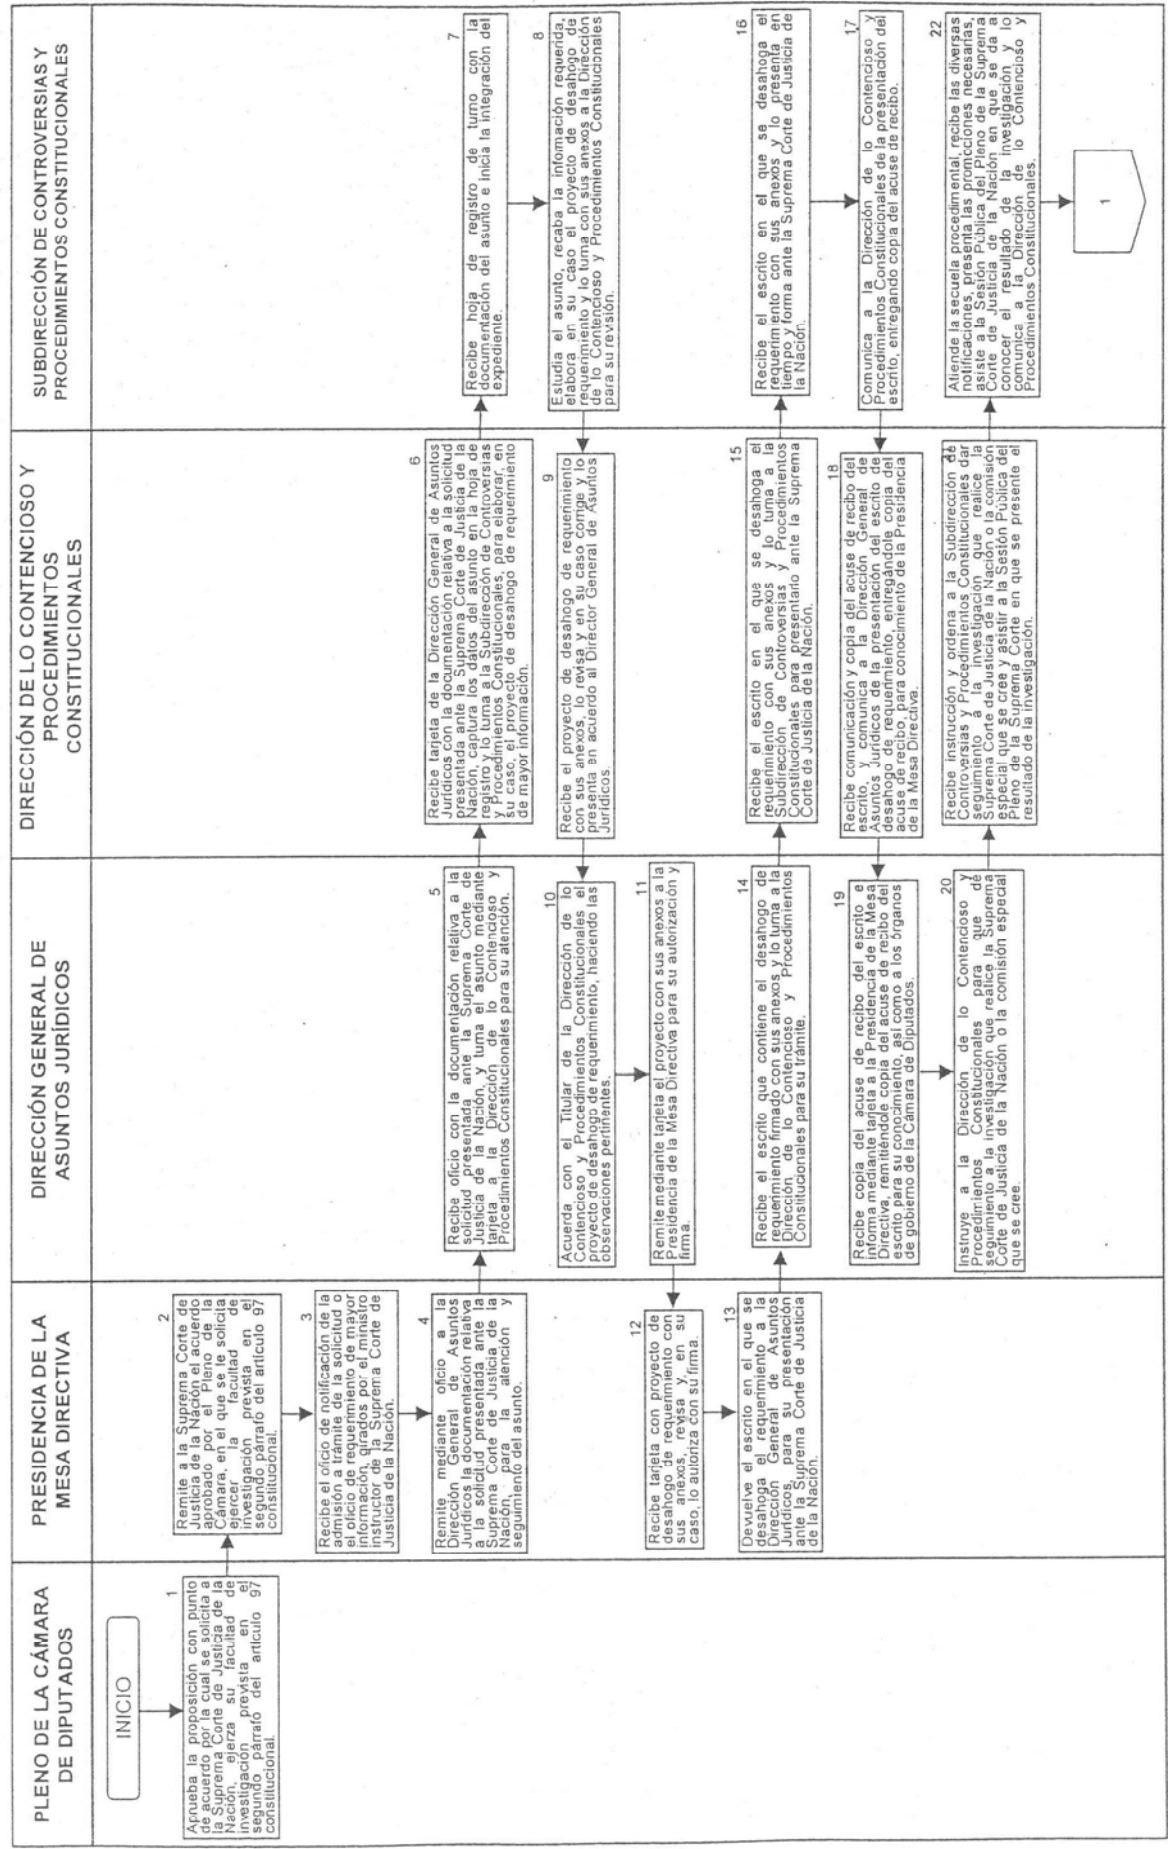 PLENO DE LA CÁMARA
DE DIPUTADOS
PRESIDENCIA DE LA
MESA DIRECTIVA
DIRECCIÓN GENERAL DE
ASUNTOS JURÍDICOS
DIRECCIÓN DE LO CONTENCIOSO Y
PROCEDIMIENTOS
CONSTITUCIONALES
SUBDIRECCIÓN DE CONTROVERSIAS Y
PROCEDIMIENTOS CONSTITUCIONALES
INICIO
1
Aprueba la proposición con punto
de acuerdo por la cual se solicita a
la Suprema Corte de Justicia de la
Nación, ejerza su facultad de
investigación prevista en el
segundo párrafo del artículo 97
constitucional.
2
Remite a la Suprema Corte de
Justicia de la Nación el acuerdo
aprobado por el Pleno de la
Cámara, en el que se le solicita
ejercer la facultad de
investigación prevista en el
segundo párrafo del artículo 97
constitucional.
3
Recibe el oficio de notificación de la
admisión a trámite de la solicitud o
el oficio de requerimiento de mayor
información, girados por el ministro
instructor de la Suprema Corte de
Justicia de la Nación.
4
Remite mediante oficio a la
Dirección General de Asuntos
Jurídicos la documentación relativa
a la solicitud presentada ante la
Suprema Corte de Justicia de la
Nación, para la atención y
seguimiento del asunto.
5
Recibe oficio con la documentación relativa a la
solicitud presentada ante la Suprema Corte de
Justicia de la Nación, y turna el asunto mediante
tarjeta a la Dirección de lo Contencioso y
Procedimientos Constitucionales para su atención.
6
Recibe tarjeta de la Dirección General de Asuntos
Jurídicos con la documentación relativa a la solicitud
presentada ante la Suprema Corte de Justicia de la
Nación, captura los datos del asunto en la hoja de
registro y lo turna a la Subdirección de Controversias
y Procedimientos Constitucionales, para elaborar, en
su caso, el proyecto de desahogo de requerimiento
de mayor información.
7
Recibe hoja de registro de turno con la
documentación del asunto e inicia la integración del
expediente.
8
Estudia el asunto, recaba la información requerida,
elabora en su caso el proyecto de desahogo de
requerimiento y lo turna con sus anexos a la Dirección
de lo Contencioso y Procedimientos Constitucionales
para su revisión.
9
Recibe el proyecto de desahogo de requerimiento
con sus anexos, lo revisa y en su caso corrige y lo
presenta en acuerdo al Director General de Asuntos
Jurídicos.
10
Acuerda con el Titular de la Dirección de lo
Contencioso y Procedimientos Constitucionales el
proyecto de desahogo de requerimiento, haciendo las
observaciones pertinentes.
11
Remite mediante tarjeta el proyecto con sus anexos a la
Presidencia de la Mesa Directiva para su autorización y
firma.
12
Recibe tarjeta con proyecto de
desahogo de requerimiento con
sus anexos, revisa y, en su
caso, lo autoriza con su firma.
13
Devuelve el escrito en el que se
desahoga el requerimiento a la
Dirección General de Asuntos
Jurídicos, para su presentación
ante la Suprema Corte de Justicia
de la Nación.
14
Recibe el escrito que contiene el desahogo de
requerimiento firmado con sus anexos y lo turna a la
Dirección de lo Contencioso y Procedimientos
Constitucionales para su trámite.
15
Recibe el escrito en el que se desahoga el
requerimiento con sus anexos y lo turna a la
Subdirección de Controversias y Procedimientos
Constitucionales para presentarlo ante la Suprema
Corte de Justicia de la Nación.
16
Recibe el escrito en el que se desahoga el
requerimiento con sus anexos y lo presenta en
tiempo y forma ante la Suprema Corte de Justicia de
la Nación.
17
Comunica a la Dirección de lo Contencioso y
Procedimientos Constitucionales de la presentación del
escrito, entregando copia del acuse de recibo.
18
Recibe comunicación y copia del acuse de recibo del
escrito, y comunica a la Dirección General de
Asuntos Jurídicos de la presentación del escrito de
desahogo de requerimiento, entregándole copia del
acuse de recibo, para conocimiento de la Presidencia
de la Mesa Directiva.
19
Recibe copia del acuse de recibo del escrito e
informa mediante tarjeta a la Presidencia de la Mesa
Directiva, remitiéndole copia del acuse de recibo del
escrito para su conocimiento, así como a los órganos
de gobierno de la Cámara de Diputados.
20
Instruye a la Dirección de lo Contencioso y
Procedimientos Constitucionales para que dé
seguimiento a la investigación que realice la Suprema
Corte de Justicia de la Nación o la comisión especial
que se cree.
21
Recibe instrucción y ordena a la Subdirección de
Controversias y Procedimientos Constitucionales dar
seguimiento a la investigación que realice la
Suprema Corte de Justicia de la Nación o la comisión
especial que se cree y asistir a la Sesión Pública del
Pleno de la Suprema Corte en que se presente el
resultado de la investigación.
22
Atiende la secuela procedimental, recibe las diversas
notificaciones, presenta las promociones necesarias,
asiste a la Sesión Pública del Pleno de la Suprema
Corte de Justicia de la Nación en que se da a
conocer el resultado de la investigación y lo
comunica a la Dirección de lo Contencioso y
Procedimientos Constitucionales.
1